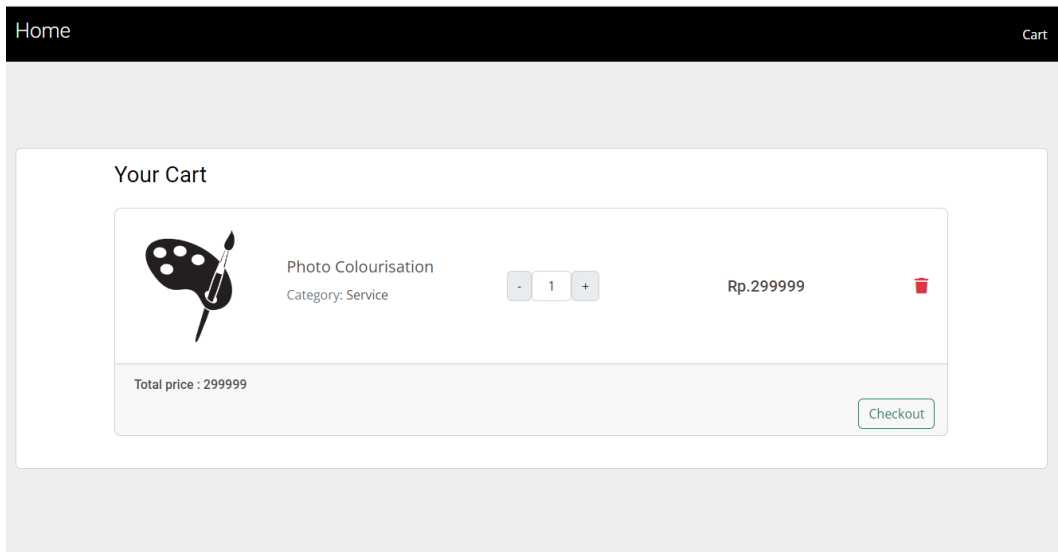 Home
Cart
Your Cart
Photo Colourisation
Category: Service
- 1 +
Rp.299999
Total price : 299999
Checkout